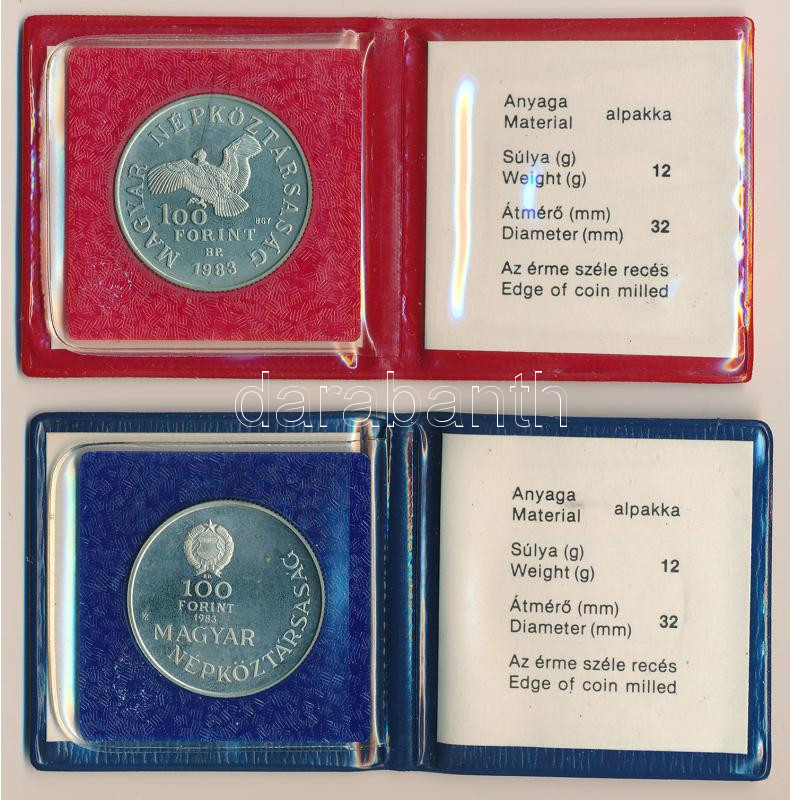 MAGYAR NÉPKÖZTÁRSASÁG
100
BGY
FORINT
BP.
1983
Anyaga
Material alpakka
Súlya (g)
Weight (g) 12
Átmérő (mm)
Diameter (mm) 32
Az érme széle recés
Edge of coin milled
darabanth
BP.
100
FORINT
1983
MAGYAR
NÉPKÖZTÁRSASÁG
Anyaga
Material alpakka
Súlya (g)
Weight (g) 12
Átmérő (mm)
Diameter (mm) 32
Az érme széle recés
Edge of coin milled